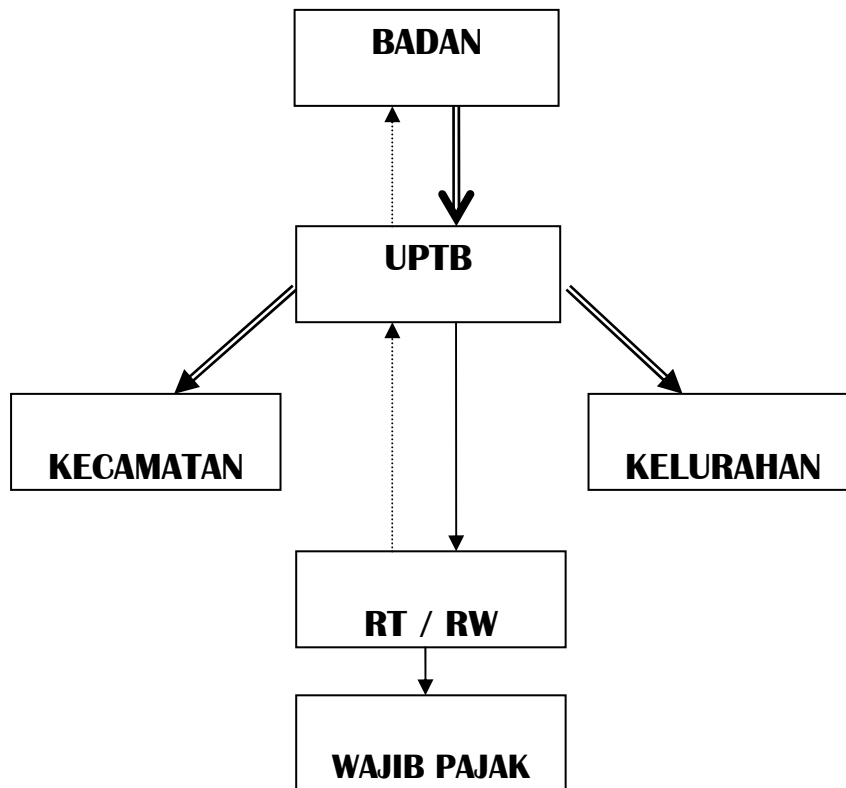 BADAN
UPTB
KECAMATAN
KELURAHAN
RT / RW
WAJIB PAJAK